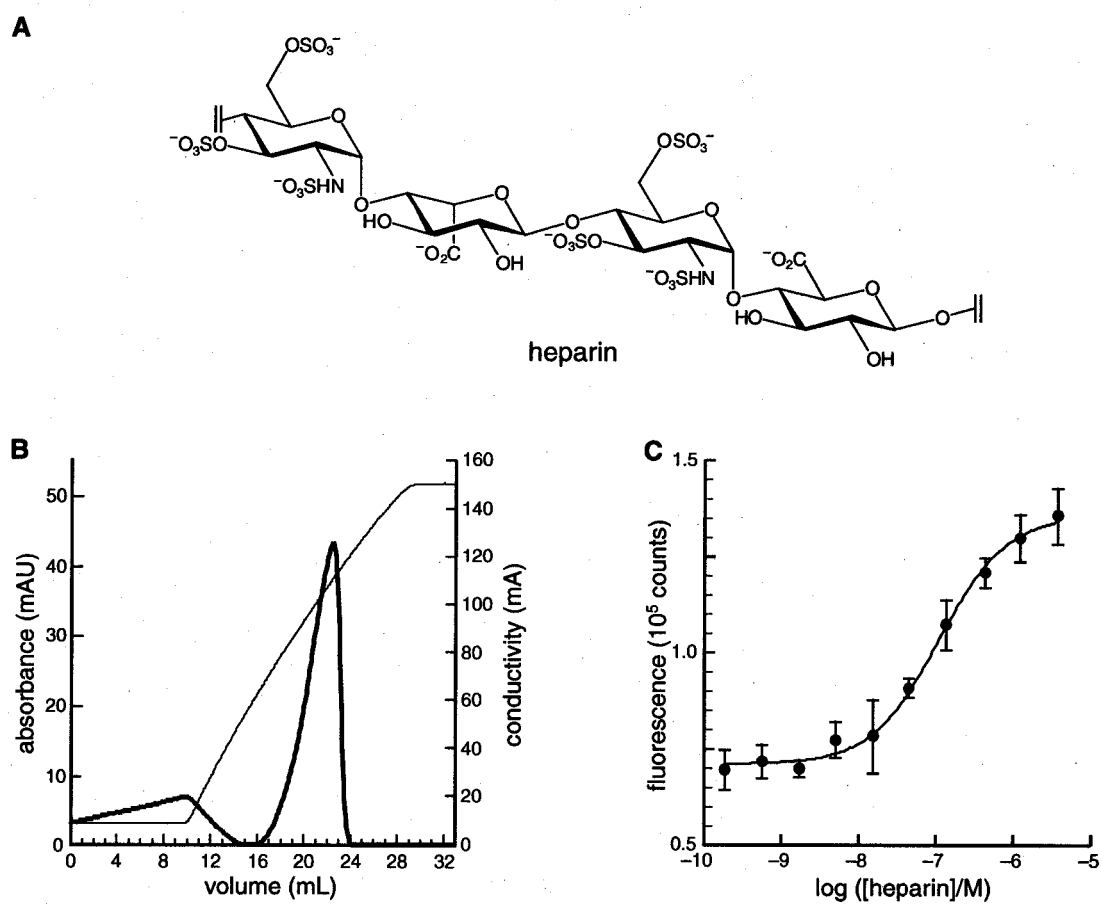 A
OSO₃⁻
O
⁻O₃SO
⁻O₃SHN
O
O
OSO₃⁻
HO
O
O
⁻O₃SO
⁻O₂C
OH
⁻O₃SHN
⁻O₂C
O
O
HO
O
OH
heparin
B
C
50
40
30
20
10
0
absorbance (mAU)
160
140
120
100
80
60
40
20
0
conductivity (mA)
0 4 8 12 16 20 24 28 32
volume (mL)
1.5
1.0
0.5
fluorescence (10⁵ counts)
−10 −9 −8 −7 −6 −5
log ([heparin]/M)